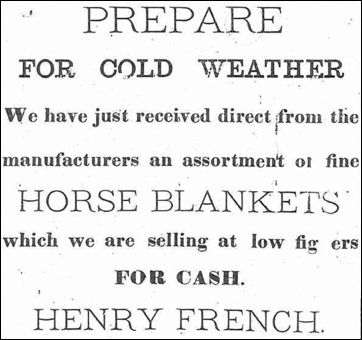 PREPARE
FOR COLD WEATHER
We have just received direct from the
manufacturers an assortment of fine
HORSE BLANKETS
which we are selling at low fig ers
FOR CASH.
HENRY FRENCH.